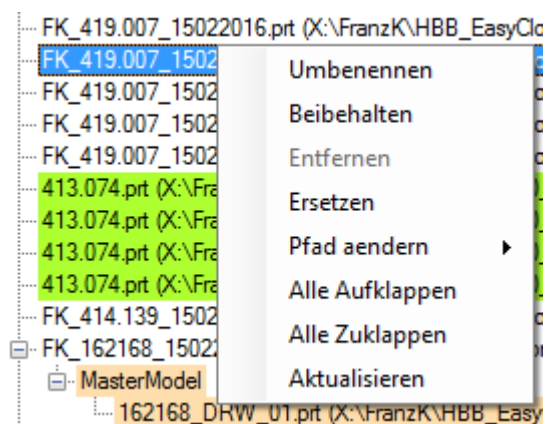 FK_419.007_15022016.prt (X:\FranzK\HBB_EasyClo
FK_419.007_1502
Umbenennen
FK_419.007_1502
Beibehalten
FK_419.007_1502
FK_419.007_1502
Entfernen
413.074.prt (X:\Fra
Ersetzen
413.074.prt (X:\Fra
413.074.prt (X:\Fra
Pfad aendern
413.074.prt (X:\Fra
Alle Aufklappen
FK_414.139_1502
Alle Zuklappen
FK_162168_1502
MasterModel
Aktualisieren
162168_DRW_01.prt (X:\FranzK\HBB_Easy